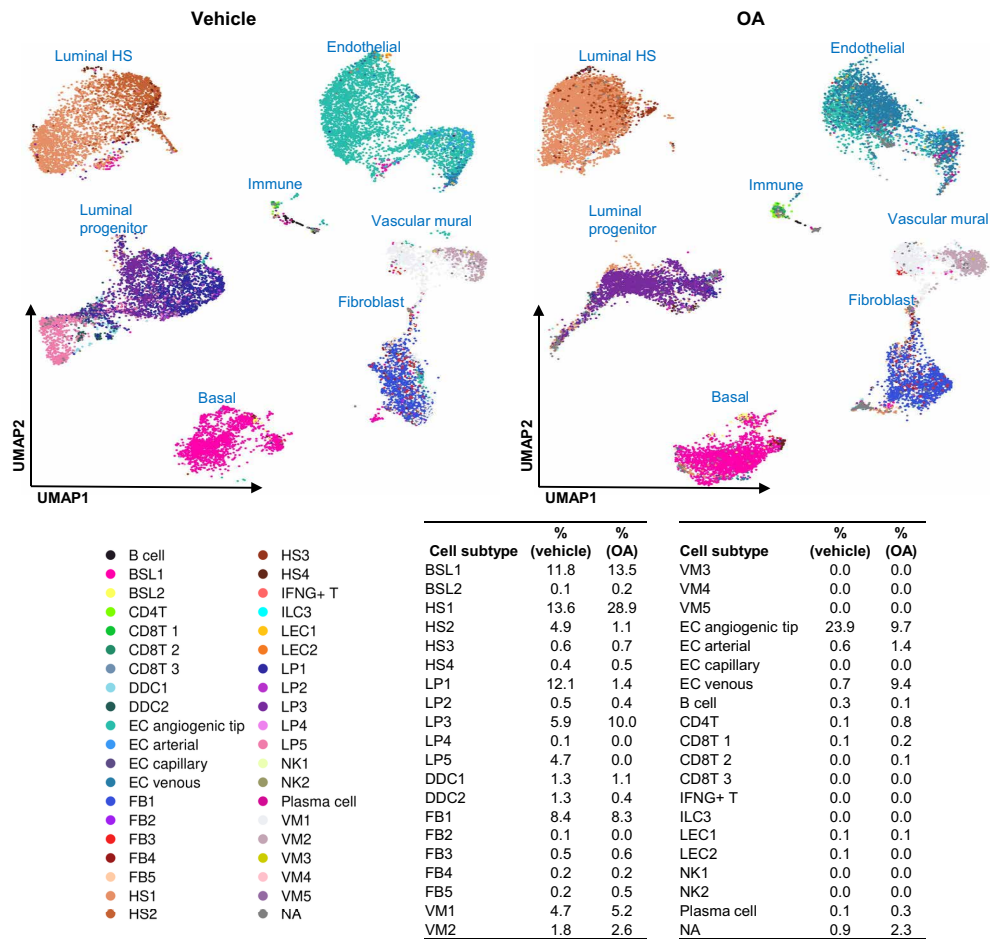 Vehicle
OA
Luminal HS
Endothelial
Immune
Luminal
progenitor
Vascular mural
Fibroblast
Basal
UMAP2
UMAP1
Luminal HS
Endothelial
Immune
Luminal
progenitor
Vascular mural
Fibroblast
Basal
UMAP2
UMAP1
B cell
BSL1
BSL2
CD4T
CD8T 1
CD8T 2
CD8T 3
DDC1
DDC2
EC angiogenic tip
EC arterial
EC capillary
EC venous
FB1
FB2
FB3
FB4
FB5
HS1
HS2
HS3
HS4
IFNG+ T
ILC3
LEC1
LEC2
LP1
LP2
LP3
LP4
LP5
NK1
NK2
Plasma cell
VM1
VM2
VM3
VM4
VM5
NA
% %
Cell subtype (vehicle) (OA)
BSL1 11.8 13.5
BSL2 0.1 0.2
HS1 13.6 28.9
HS2 4.9 1.1
HS3 0.6 0.7
HS4 0.4 0.5
LP1 12.1 1.4
LP2 0.5 0.4
LP3 5.9 10.0
LP4 0.1 0.0
LP5 4.7 0.0
DDC1 1.3 1.1
DDC2 1.3 0.4
FB1 8.4 8.3
FB2 0.1 0.0
FB3 0.5 0.6
FB4 0.2 0.2
FB5 0.2 0.5
VM1 4.7 5.2
VM2 1.8 2.6
% %
Cell subtype (vehicle) (OA)
VM3 0.0 0.0
VM4 0.0 0.0
VM5 0.0 0.0
EC angiogenic tip 23.9 9.7
EC arterial 0.6 1.4
EC capillary 0.0 0.0
EC venous 0.7 9.4
B cell 0.3 0.1
CD4T 0.1 0.8
CD8T 1 0.1 0.2
CD8T 2 0.0 0.1
CD8T 3 0.0 0.0
IFNG+ T 0.0 0.0
ILC3 0.0 0.0
LEC1 0.1 0.1
LEC2 0.1 0.0
NK1 0.0 0.0
NK2 0.0 0.0
Plasma cell 0.1 0.3
NA 0.9 2.3